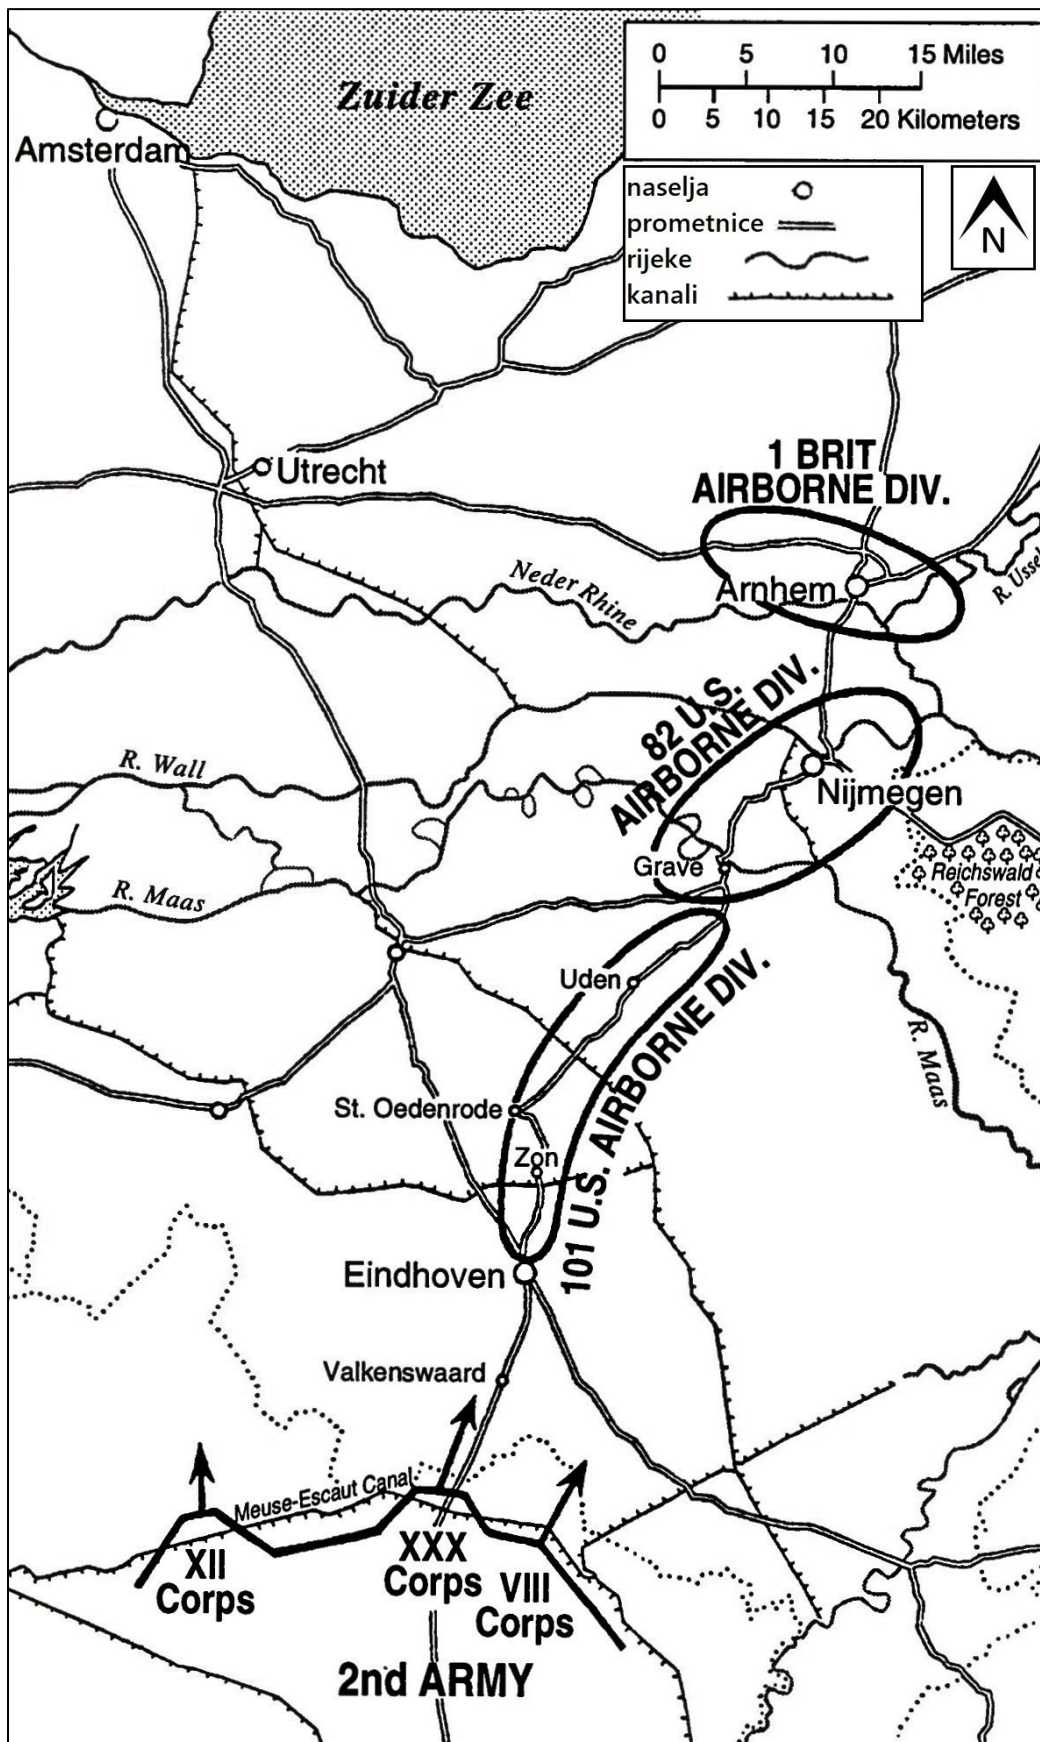 Zuider Zee
0 5 10 15 Miles
0 5 10 15 20 Kilometers
Amsterdam
naselja
prometnice
rijeke
kanali
N
1 BRIT
AIRBORNE DIV.
Utrecht
Neder Rhine
Arnhem
R. Ussel
82 U.S.
AIRBORNE DIV.
R. Wall
Nijmegen
Grave
Reichswald
Forest
R. Maas
Uden
101 U.S. AIRBORNE DIV.
R. Maas
St. Oedenrode
Zon
Eindhoven
Valkenswaard
Meuse-Escaut Canal
XII
Corps
XXX
Corps
VIII
Corps
2nd ARMY